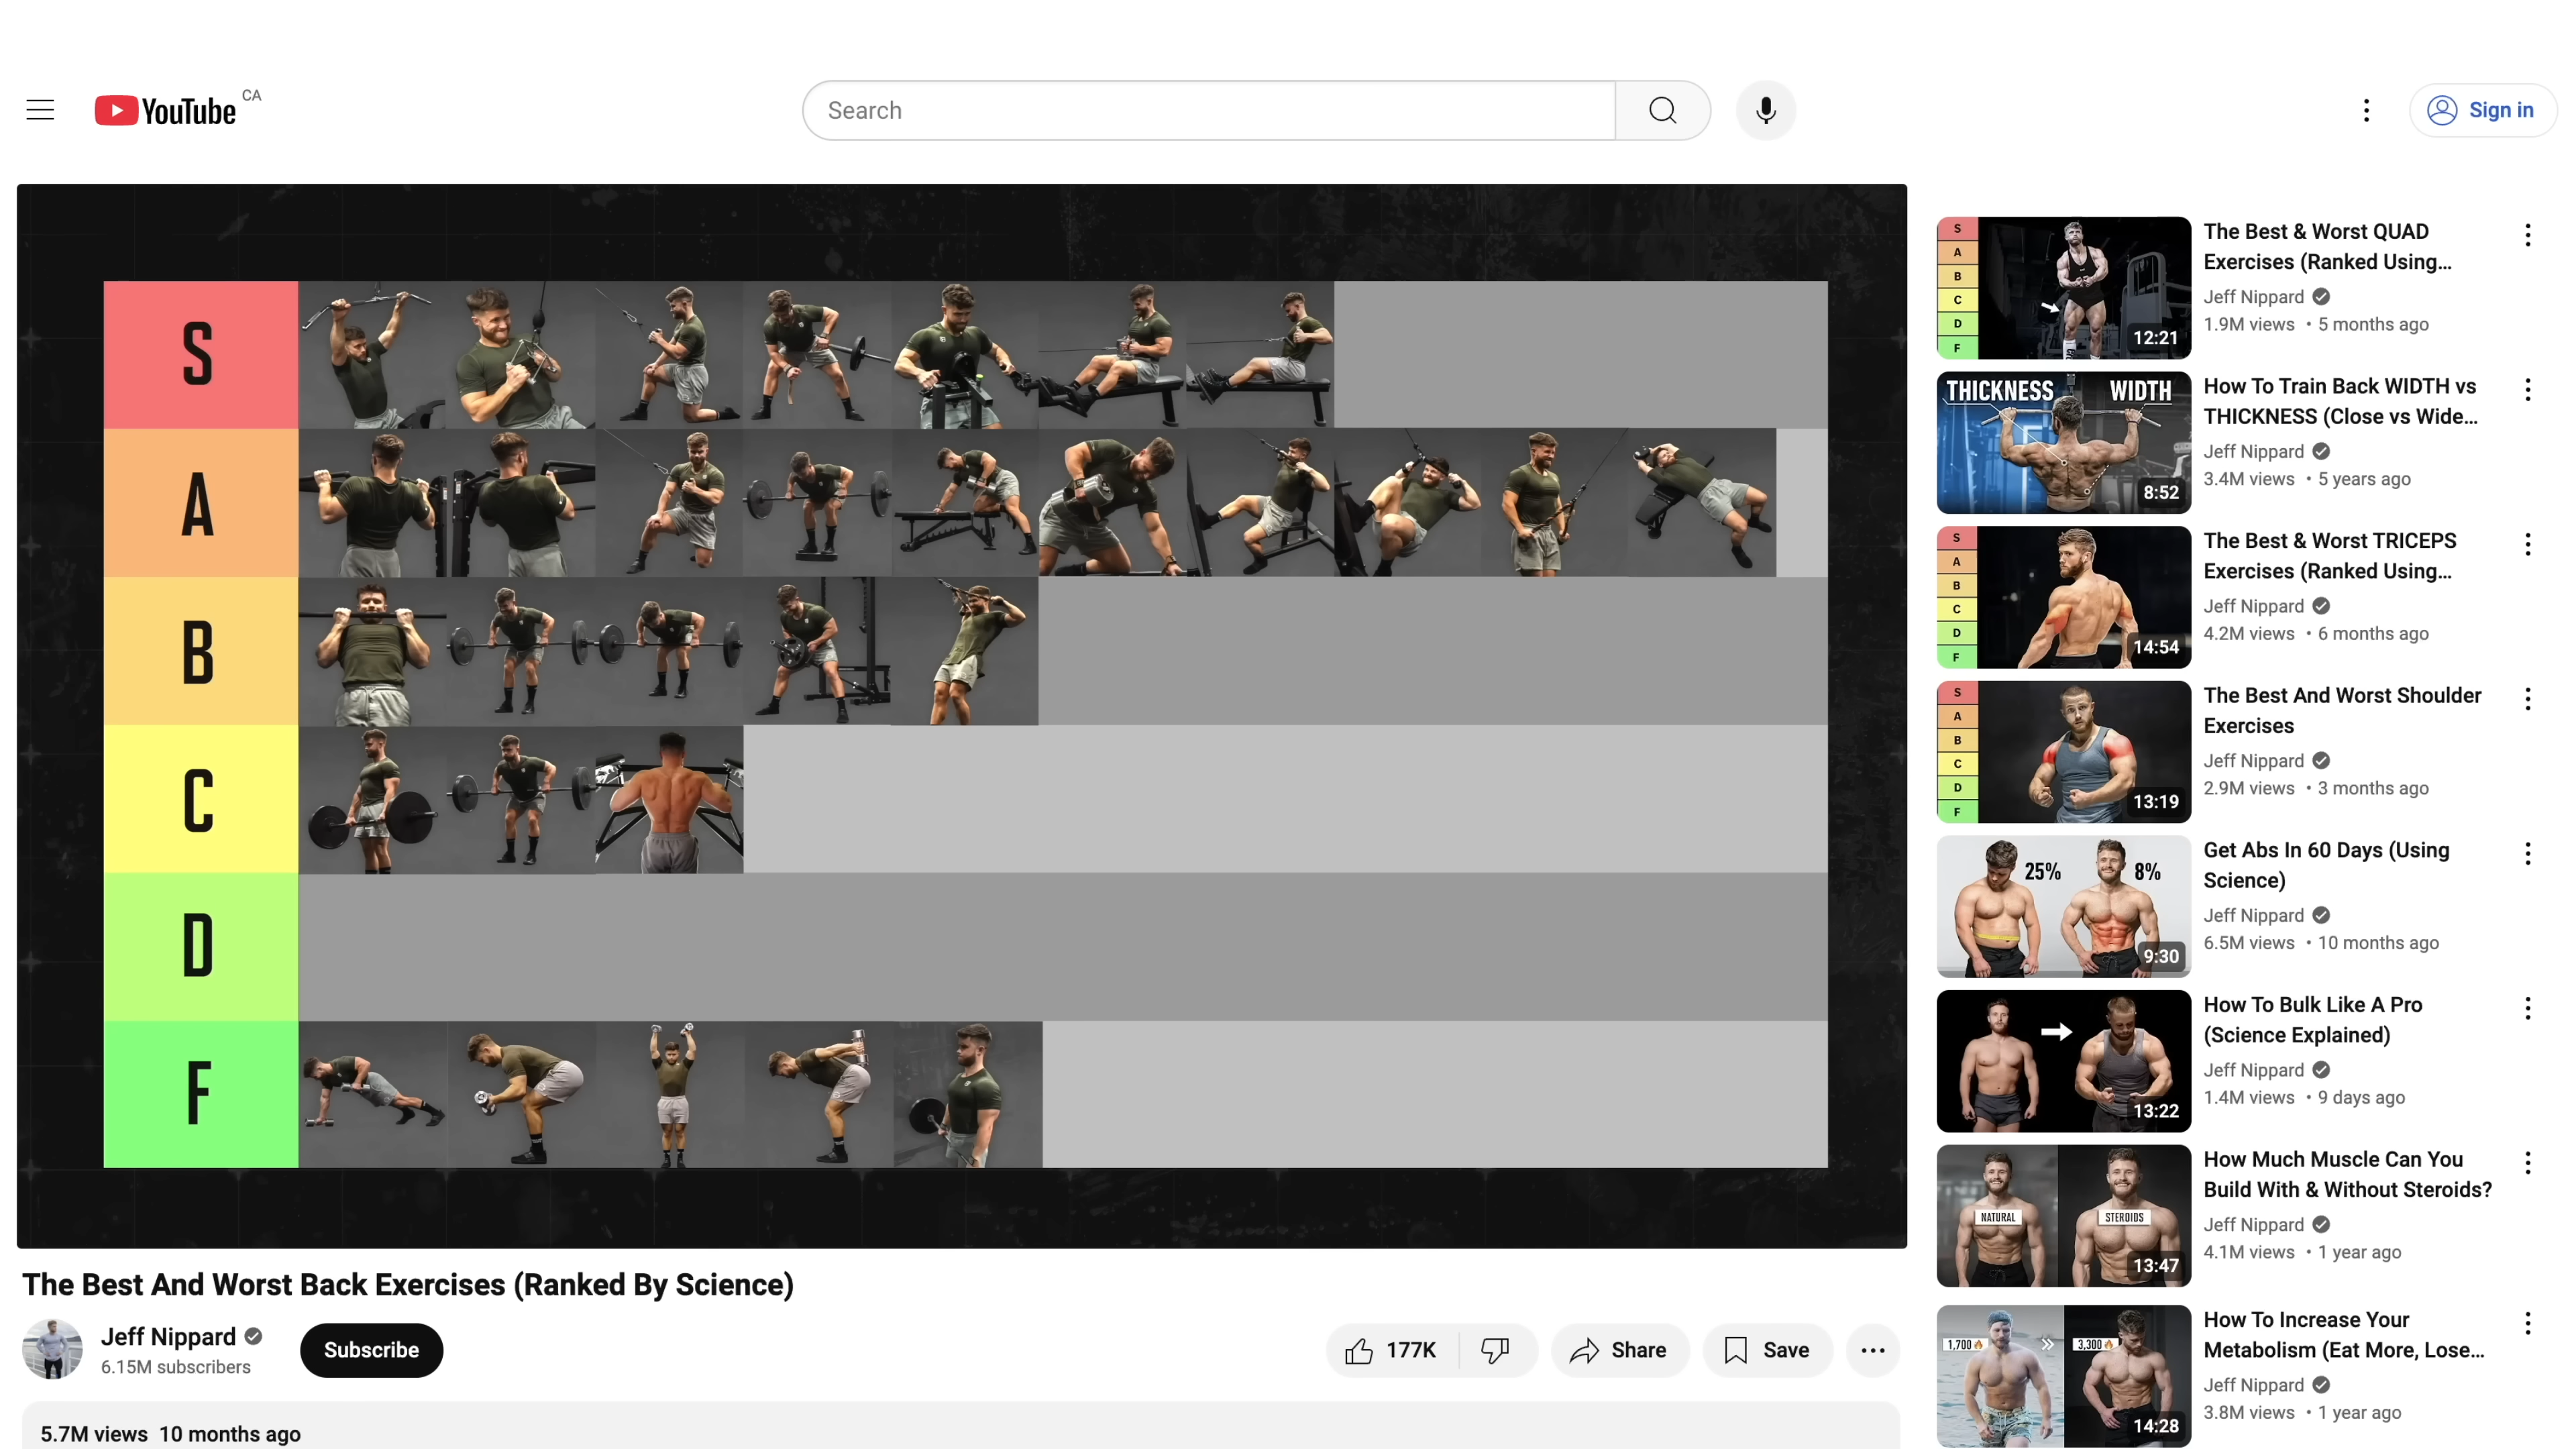 YouTube CA
Search
Sign in
S
A
B
C
D
F
The Best And Worst Back Exercises (Ranked By Science)
Jeff Nippard
6.15M subscribers
Subscribe
177K
Share
Save
5.7M views 10 months ago
S
A
B
C
D
F
12:21
The Best & Worst QUAD
Exercises (Ranked Using...
Jeff Nippard
1.9M views • 5 months ago
THICKNESS WIDTH
8:52
How To Train Back WIDTH vs
THICKNESS (Close vs Wide...
Jeff Nippard
3.4M views • 5 years ago
S
A
B
C
D
F
14:54
The Best & Worst TRICEPS
Exercises (Ranked Using...
Jeff Nippard
4.2M views • 6 months ago
S
A
B
C
D
F
13:19
The Best And Worst Shoulder
Exercises
Jeff Nippard
2.9M views • 3 months ago
25% 8%
9:30
Get Abs In 60 Days (Using
Science)
Jeff Nippard
6.5M views • 10 months ago
13:22
How To Bulk Like A Pro
(Science Explained)
Jeff Nippard
1.4M views • 9 days ago
NATURAL STEROIDS
13:47
How Much Muscle Can You
Build With & Without Steroids?
Jeff Nippard
4.1M views • 1 year ago
1,700🔥 » 3,300🔥
14:28
How To Increase Your
Metabolism (Eat More, Lose...
Jeff Nippard
3.8M views • 1 year ago